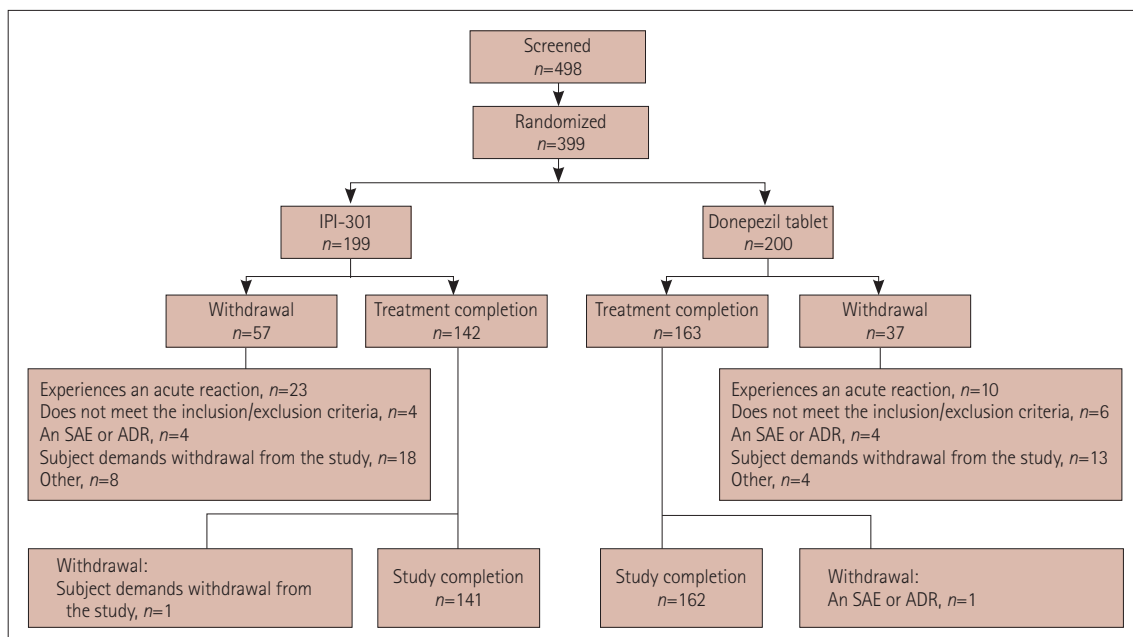 Screened
n=498
Randomized
n=399
IPI-301
n=199
Donepezil tablet
n=200
Withdrawal
n=57
Treatment completion
n=142
Treatment completion
n=163
Withdrawal
n=37
Experiences an acute reaction, n=23
Does not meet the inclusion/exclusion criteria, n=4
An SAE or ADR, n=4
Subject demands withdrawal from the study, n=18
Other, n=8
Experiences an acute reaction, n=10
Does not meet the inclusion/exclusion criteria, n=6
An SAE or ADR, n=4
Subject demands withdrawal from the study, n=13
Other, n=4
Withdrawal:
Subject demands withdrawal from
the study, n=1
Study completion
n=141
Study completion
n=162
Withdrawal:
An SAE or ADR, n=1